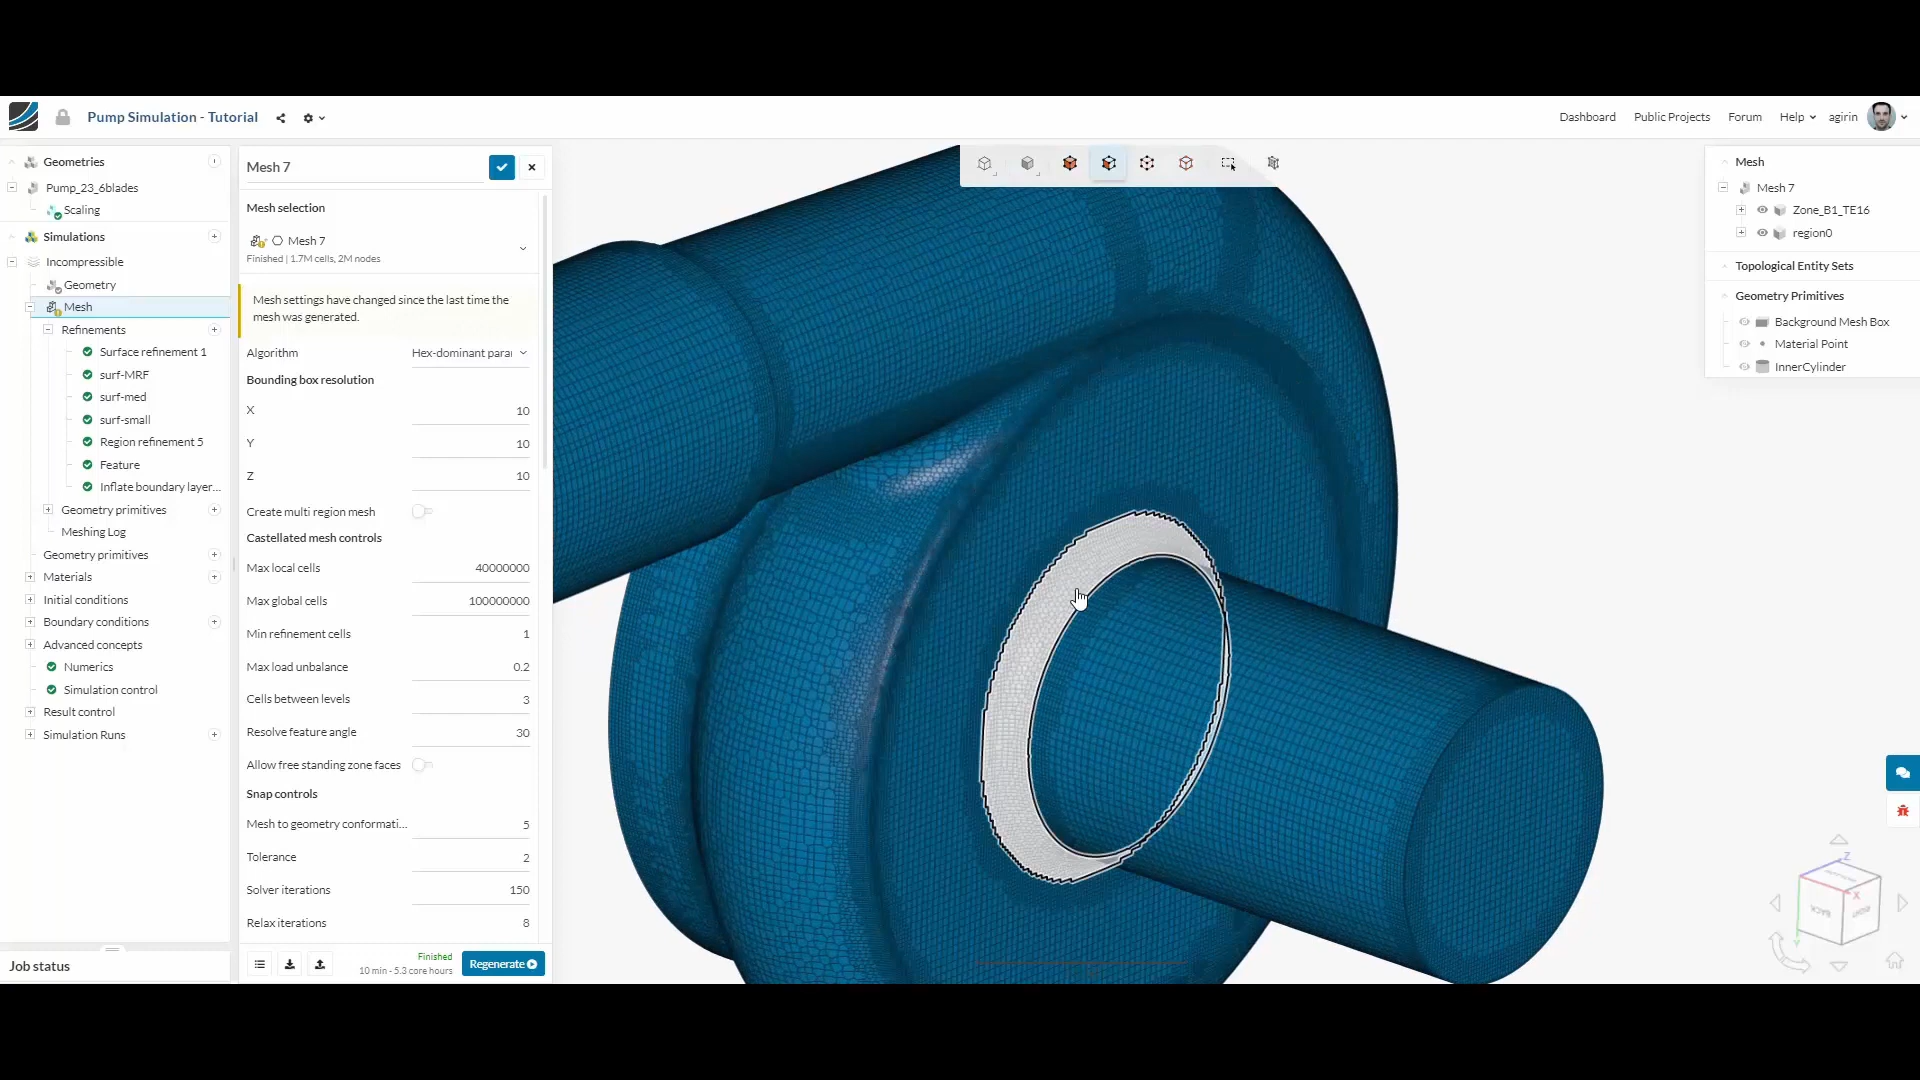 Pump Simulation - Tutorial
Dashboard
Public Projects
Forum
Help
agirin
Geometries
Pump_23_6blades
Scaling
Simulations
Incompressible
Geometry
Mesh
Refinements
Surface refinement 1
surf-MRF
surf-med
surf-small
Region refinement 5
Feature
Inflate boundary layer...
Geometry primitives
Meshing Log
Geometry primitives
Materials
Initial conditions
Boundary conditions
Advanced concepts
Numerics
Simulation control
Result control
Simulation Runs
Job status
Mesh 7
Mesh selection
Mesh 7
Finished | 1.7M cells, 2M nodes
Mesh settings have changed since the last time the
mesh was generated.
Algorithm Hex-dominant para
Bounding box resolution
X 10
Y 10
Z 10
Create multi region mesh
Castellated mesh controls
Max local cells 40000000
Max global cells 100000000
Min refinement cells 1
Max load unbalance 0.2
Cells between levels 3
Resolve feature angle 30
Allow free standing zone faces
Snap controls
Mesh to geometry conformati... 5
Tolerance 2
Solver iterations 150
Relax iterations 8
Finished
10 min - 5.3 core hours
Regenerate
Mesh
Mesh 7
Zone_B1_TE16
region0
Topological Entity Sets
Geometry Primitives
Background Mesh Box
Material Point
InnerCylinder
Z
X
Y
BACK